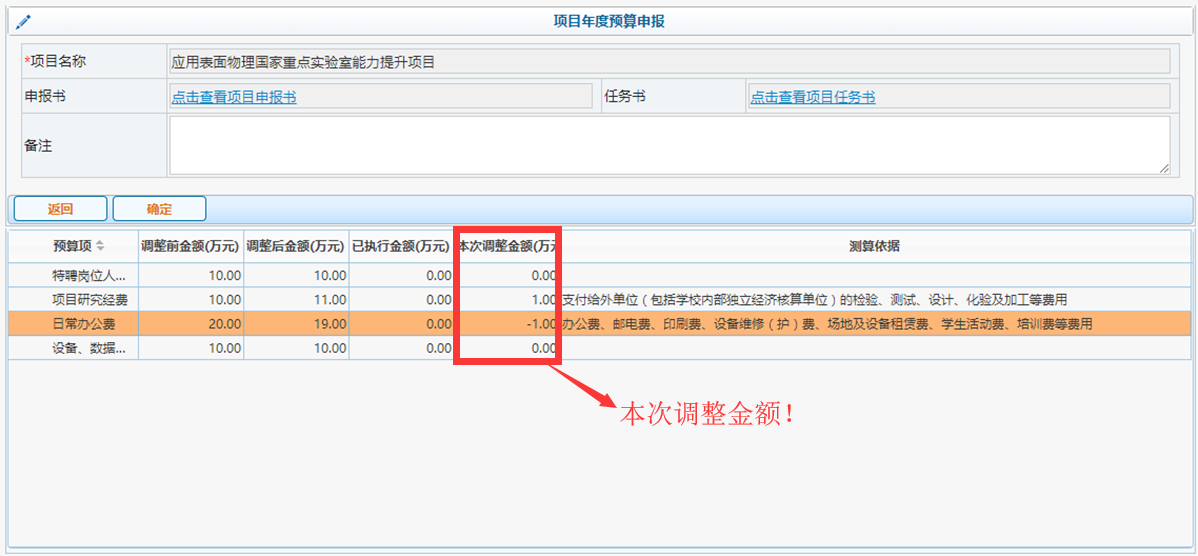 项目年度预算申报
*项目名称 应用表面物理国家重点实验室能力提升项目
申报书 点击查看项目申报书 任务书 点击查看项目任务书
备注
返回 确定
预算项 调整前金额(万元) 调整后金额(万元) 已执行金额(万元) 本次调整金额(万元 测算依据
特聘岗位人... 10.00 10.00 0.00 0.00
项目研究经费 10.00 11.00 0.00 1.00 支付给外单位（包括学校内部独立经济核算单位）的检验、测试、设计、化验及加工等费用
日常办公费 20.00 19.00 0.00 -1.00 办公费、邮电费、印刷费、设备维修（护）费、场地及设备租赁费、学生活动费、培训费等费用
设备、数据... 10.00 10.00 0.00 0.00
本次调整金额！